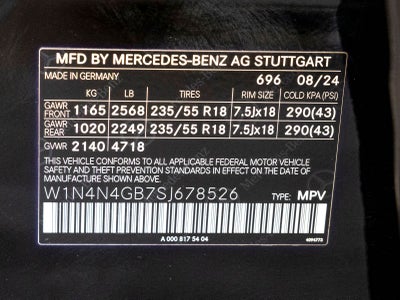 MFD BY MERCEDES-BENZ AG STUTTGART
MADE IN GERMANY 696 08/24
KG LB TIRES RIM SIZE COLD KPA(PSI)
GAWR FRONT 1165 2568 235/55 R18 7.5Jx18 290(43)
GAWR REAR 1020 2249 235/55 R18 7.5Jx18 290(43)
GVWR 2140 4718
THIS VEHICLE CONFORMS TO ALL APPLICABLE FEDERAL MOTOR VEHICLE
SAFETY AND THEFT PREVENTION STANDARDS IN EFFECT ON THE DATE OF
MANUFACTURE SHOWN ABOVE.
W1N4N4GB7SJ678526 TYPE: MPV
A 000 817 54 04